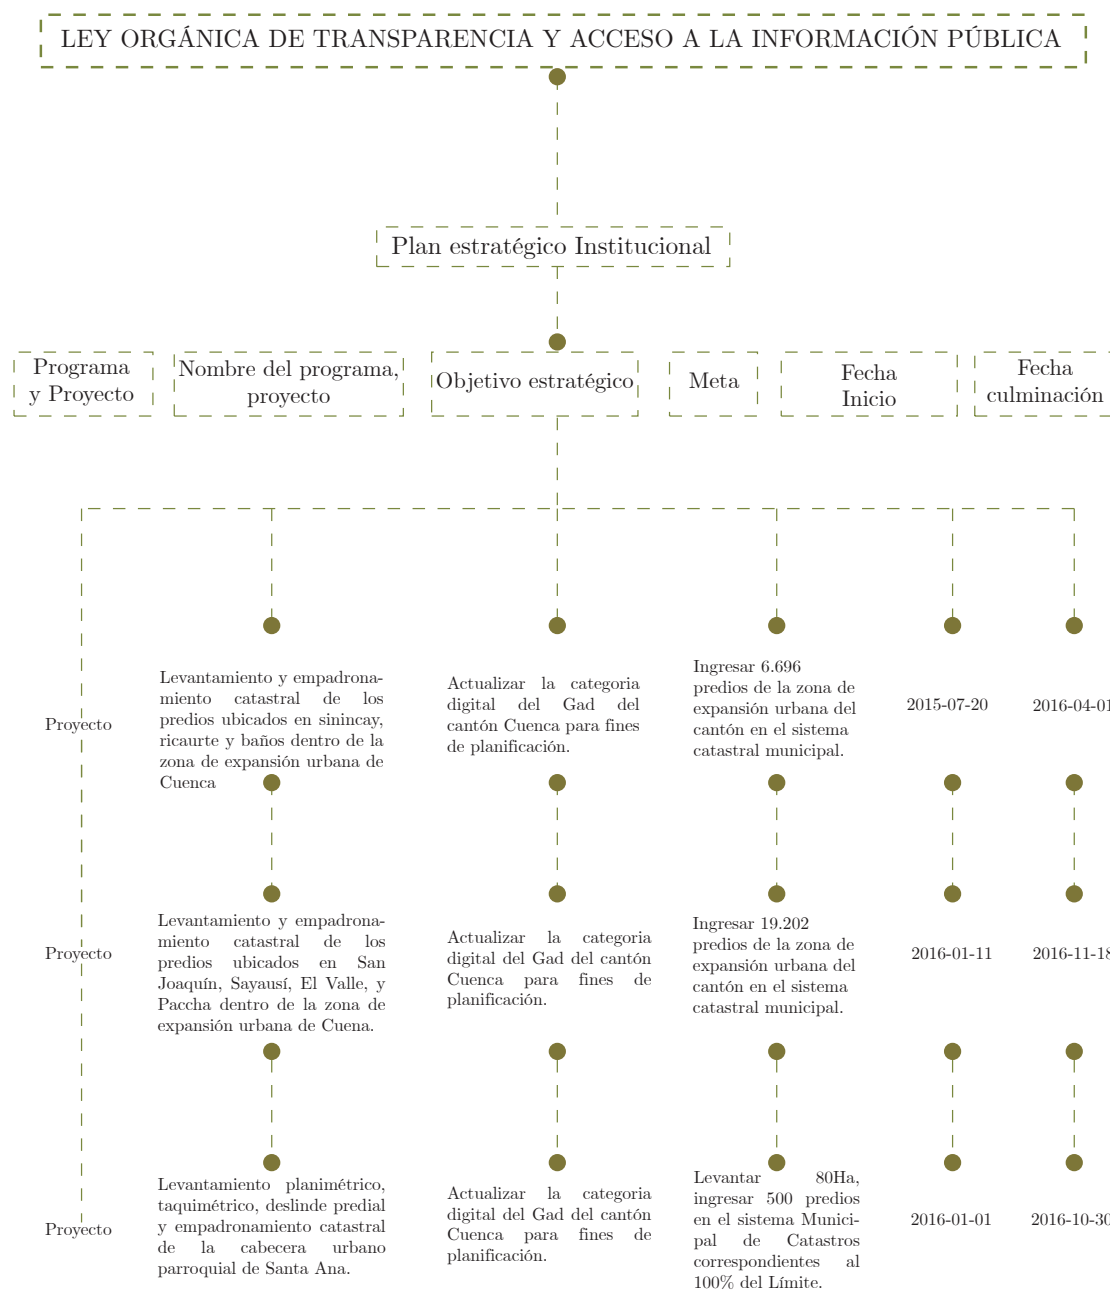 LEY ORGÁNICA DE TRANSPARENCIA Y ACCESO A LA INFORMACIÓN PÚBLICA
Plan estratégico Institucional
Programa
y Proyecto
Nombre del programa,
proyecto
Objetivo estratégico
Meta
Fecha
Inicio
Fecha
culminación
Proyecto
Levantamiento y empadrona-
miento catastral de los
predios ubicados en sinincay,
ricaurte y baños dentro de la
zona de expansión urbana de
Cuenca
Actualizar la categoria
digital del Gad del
cantón Cuenca para fines
de planificación.
Ingresar 6.696
predios de la zona de
expansión urbana del
cantón en el sistema
catastral municipal.
2015-07-20
2016-04-01
Proyecto
Levantamiento y empadrona-
miento catastral de los
predios ubicados en San
Joaquín, Sayausí, El Valle, y
Paccha dentro de la zona de
expansión urbana de Cuena.
Actualizar la categoria
digital del Gad del cantón
Cuenca para fines de
planificación.
Ingresar 19.202
predios de la zona de
expansión urbana del
cantón en el sistema
catastral municipal.
2016-01-11
2016-11-18
Proyecto
Levantamiento planimétrico,
taquimétrico, deslinde predial
y empadronamiento catastral
de la cabecera urbano
parroquial de Santa Ana.
Actualizar la categoria
digital del Gad del cantón
Cuenca para fines de
planificación.
Levantar 80Ha,
ingresar 500 predios
en el sistema Munici-
pal de Catastros
correspondientes al
100% del Límite.
2016-01-01
2016-10-30